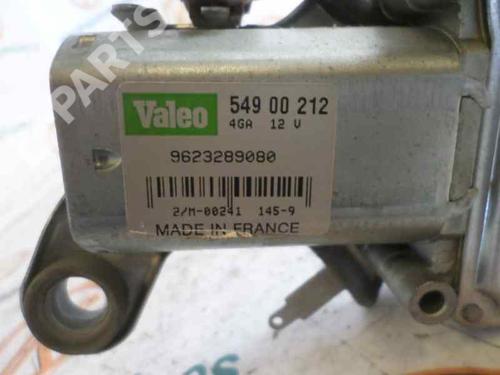 PARTS
Valeo 549 00 212
4GA 12 V
9623289080
2/M-00241 145-9
MADE IN FRANCE